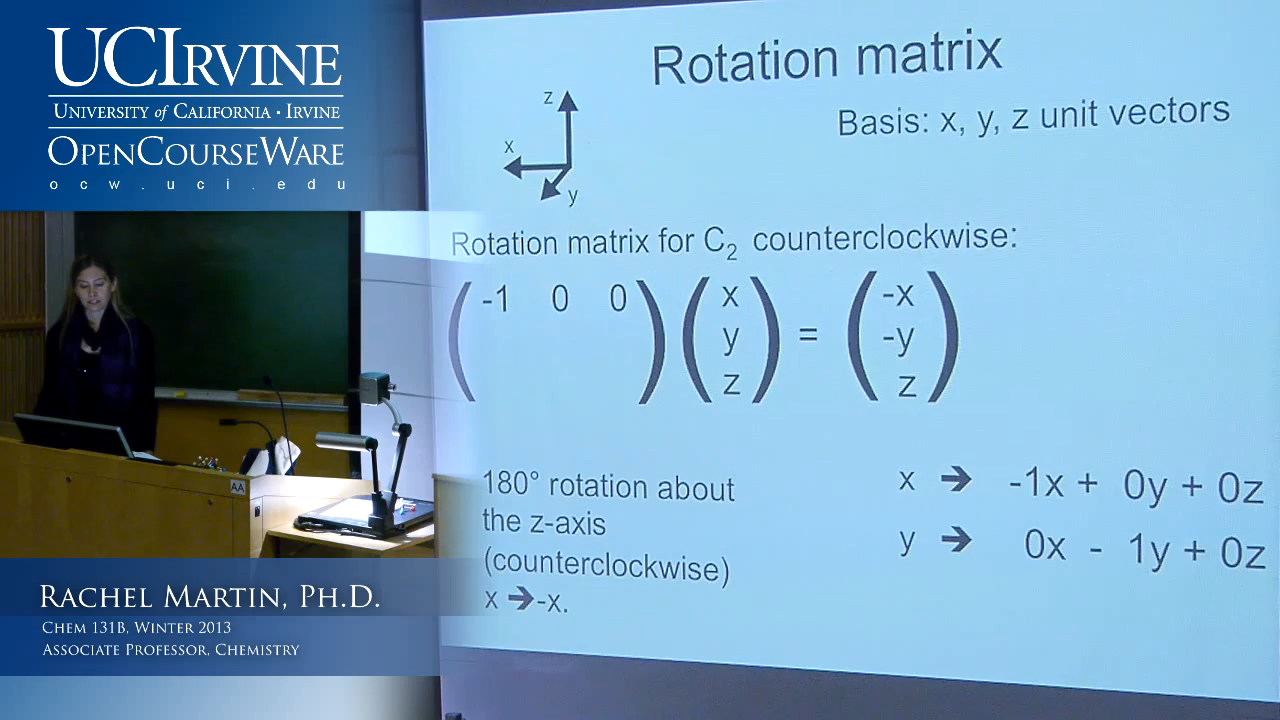 UCIRVINE
UNIVERSITY of CALIFORNIA · IRVINE
OPENCOURSEWARE
ocw.uci.edu
Rotation matrix
Basis: x, y, z unit vectors
z
x
y
Rotation matrix for C₂ counterclockwise:
( -1 0 0 ) ( x ) = ( -x )
y -y
z z
180° rotation about
the z-axis
(counterclockwise)
x ➔ -x.
x ➔ -1x + 0y + 0z
y ➔ 0x - 1y + 0z
AA
RACHEL MARTIN, PH.D.
CHEM 131B, WINTER 2013
ASSOCIATE PROFESSOR, CHEMISTRY